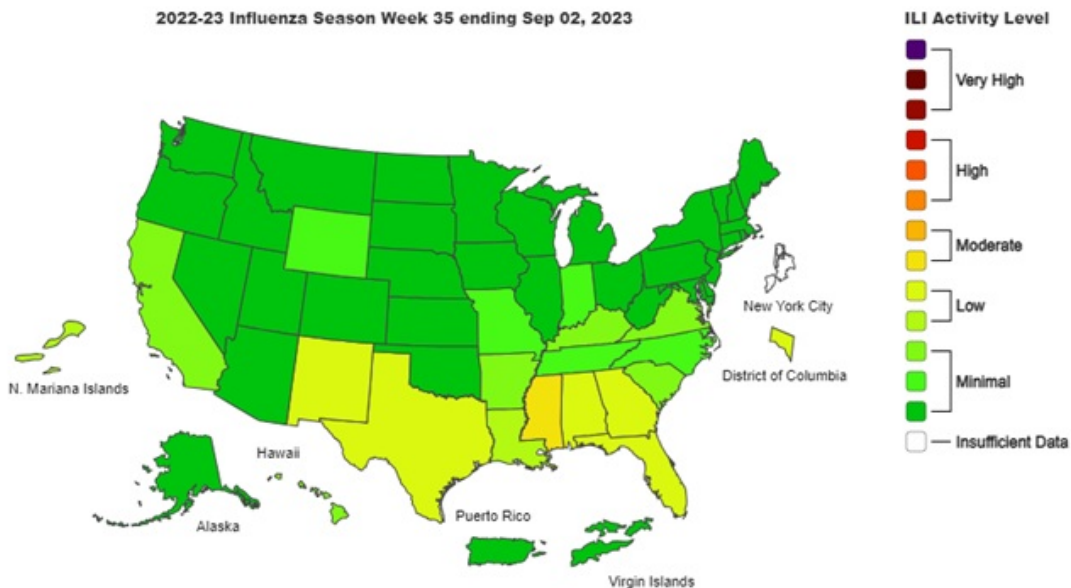 2022-23 Influenza Season Week 35 ending Sep 02, 2023
ILI Activity Level
Very High
High
Moderate
Low
Minimal
Insufficient Data
New York City
District of Columbia
N. Mariana Islands
Hawaii
Alaska
Puerto Rico
Virgin Islands